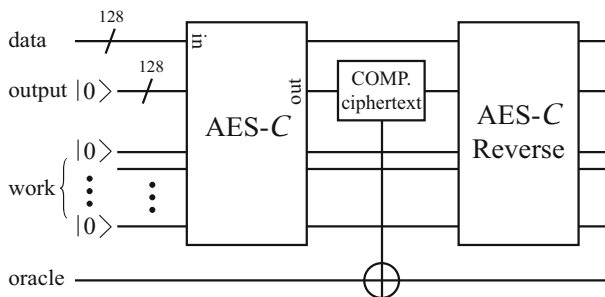 128
data
in
128
output |0⟩
out
COMP.
ciphertext
AES-C
AES-C
Reverse
|0⟩
work
|0⟩
oracle